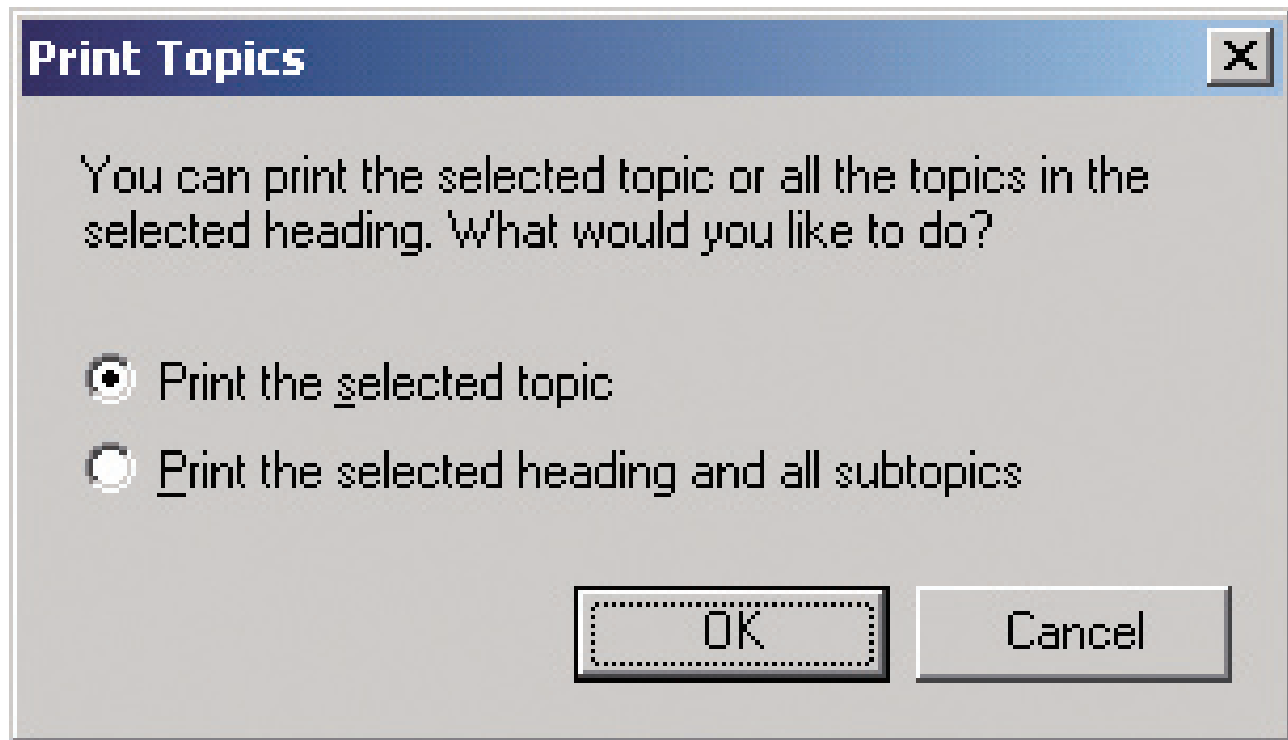 Print Topics
You can print the selected topic or all the topics in the
selected heading. What would you like to do?
Print the selected topic
Print the selected heading and all subtopics
OK Cancel